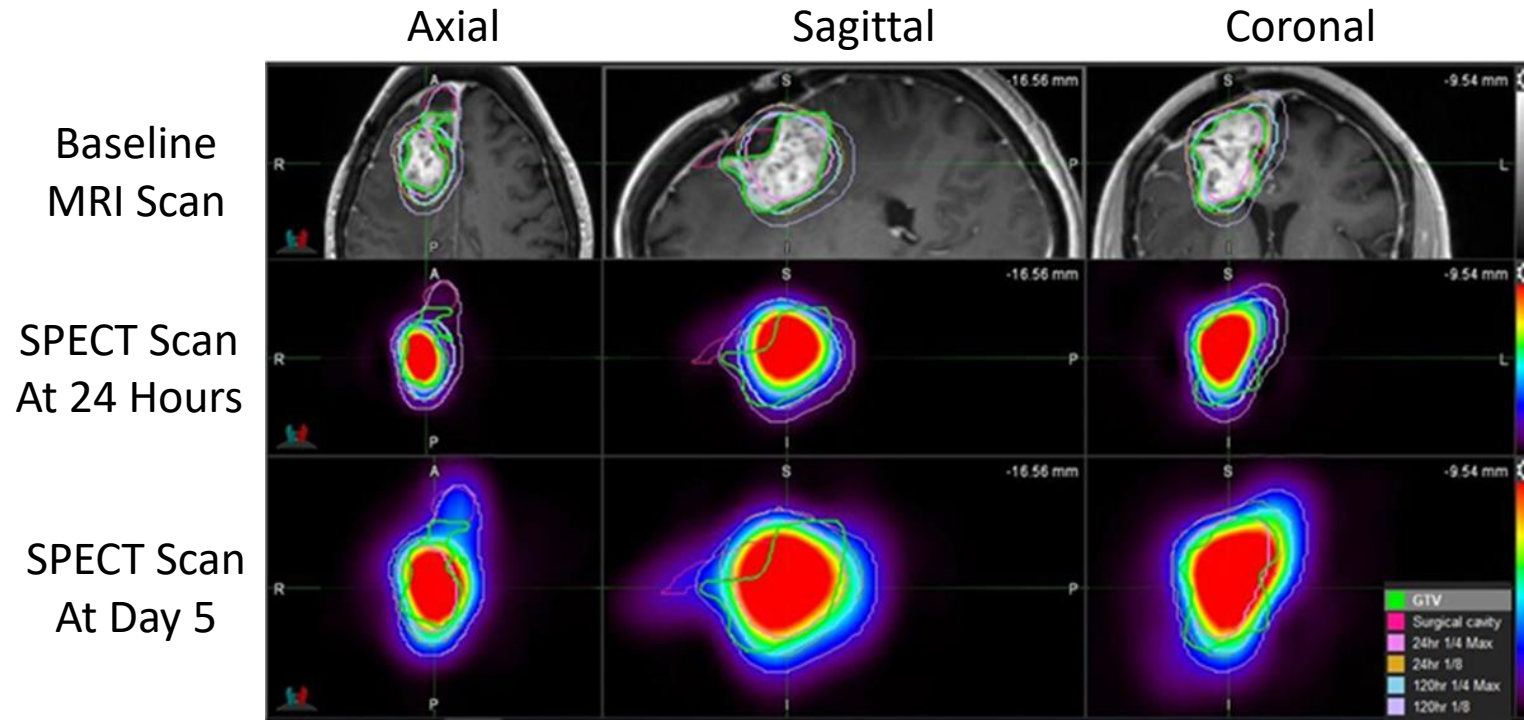 Axial Sagittal Coronal
Baseline
MRI Scan
A S -16.56 mm S -9.54 mm
R P L
P I I
SPECT Scan
At 24 Hours
A S -16.56 mm S -9.54 mm
R P L
P I I
SPECT Scan
At Day 5
A S -16.56 mm S -9.54 mm
R P
P I I
GTV
Surgical cavity
24hr 1/4 Max
24hr 1/8
120hr 1/4 Max
120hr 1/8